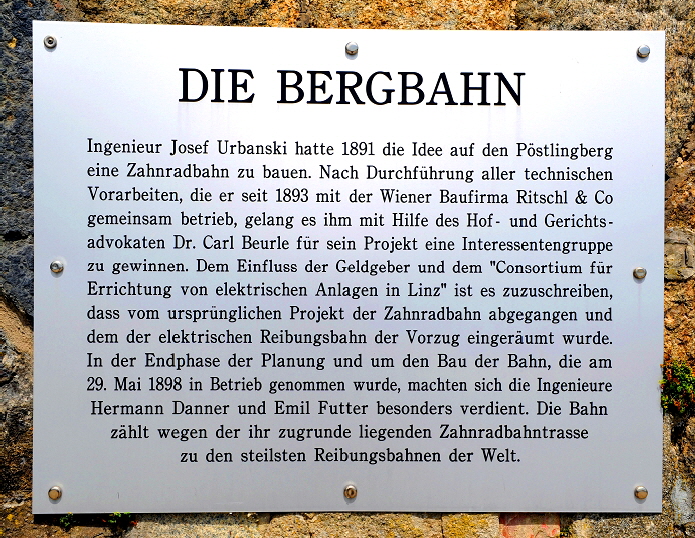 DIE BERGBAHN
Ingenieur Josef Urbanski hatte 1891 die Idee auf den Pöstlingberg
eine Zahnradbahn zu bauen. Nach Durchführung aller technischen
Vorarbeiten, die er seit 1893 mit der Wiener Baufirma Ritschl & Co
gemeinsam betrieb, gelang es ihm mit Hilfe des Hof- und Gerichts-
advokaten Dr. Carl Beurle für sein Projekt eine Interessentengruppe
zu gewinnen. Dem Einfluss der Geldgeber und dem "Consortium für
Errichtung von elektrischen Anlagen in Linz" ist es zuzuschreiben,
dass vom ursprünglichen Projekt der Zahnradbahn abgegangen und
dem der elektrischen Reibungsbahn der Vorzug eingeräumt wurde.
In der Endphase der Planung und um den Bau der Bahn, die am
29. Mai 1898 in Betrieb genommen wurde, machten sich die Ingenieure
Hermann Danner und Emil Futter besonders verdient. Die Bahn
zählt wegen der ihr zugrunde liegenden Zahnradbahntrasse
zu den steilsten Reibungsbahnen der Welt.